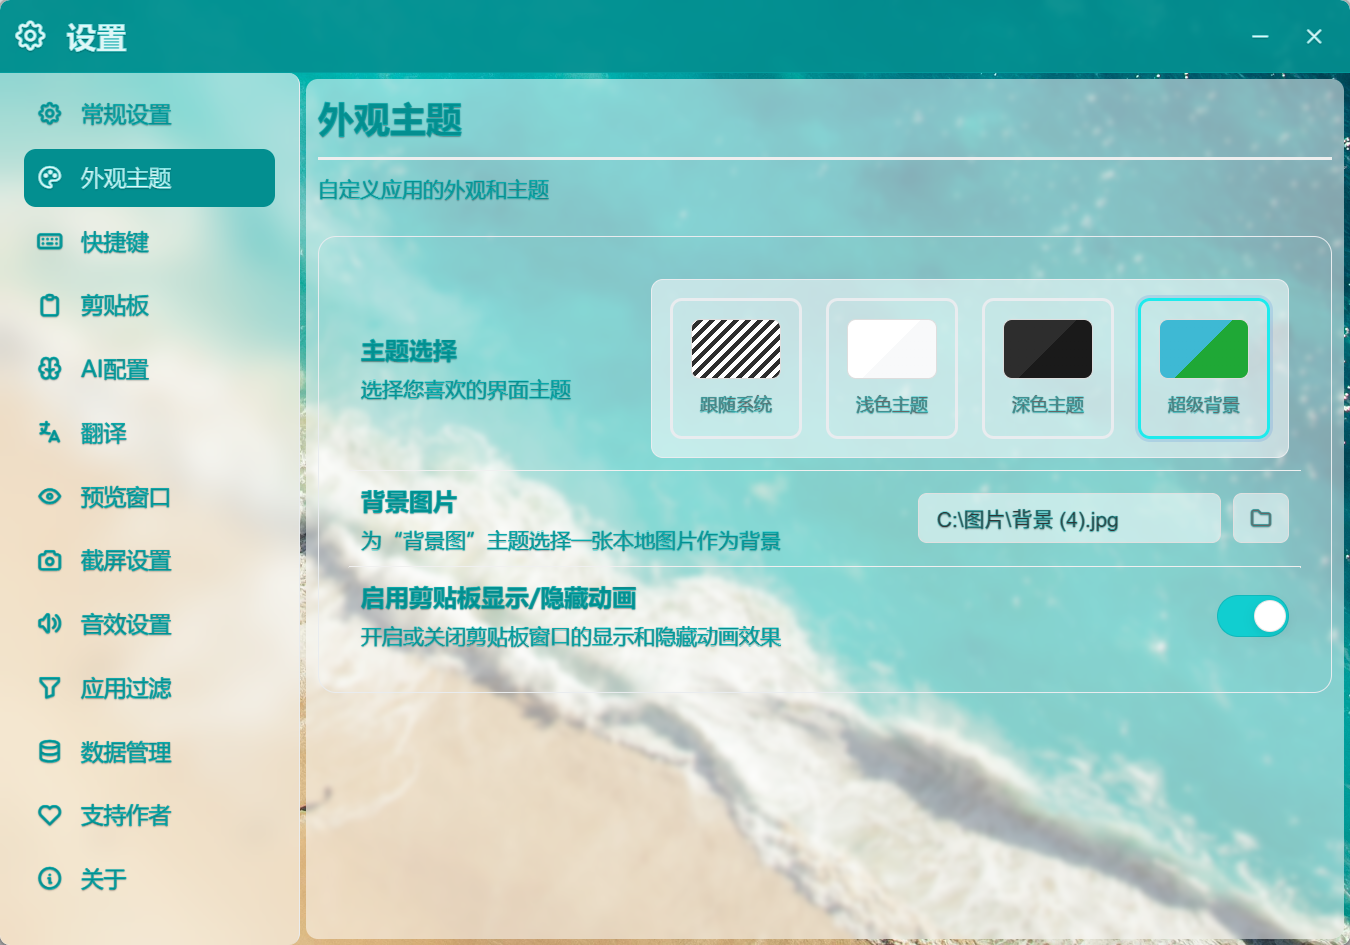 设置
常规设置
外观主题
快捷键
剪贴板
AI配置
翻译
预览窗口
截屏设置
音效设置
应用过滤
数据管理
支持作者
关于
外观主题
自定义应用的外观和主题
主题选择
选择您喜欢的界面主题
跟随系统
浅色主题
深色主题
超级背景
背景图片
为“背景图”主题选择一张本地图片作为背景
C:\图片\背景 (4).jpg
启用剪贴板显示/隐藏动画
开启或关闭剪贴板窗口的显示和隐藏动画效果